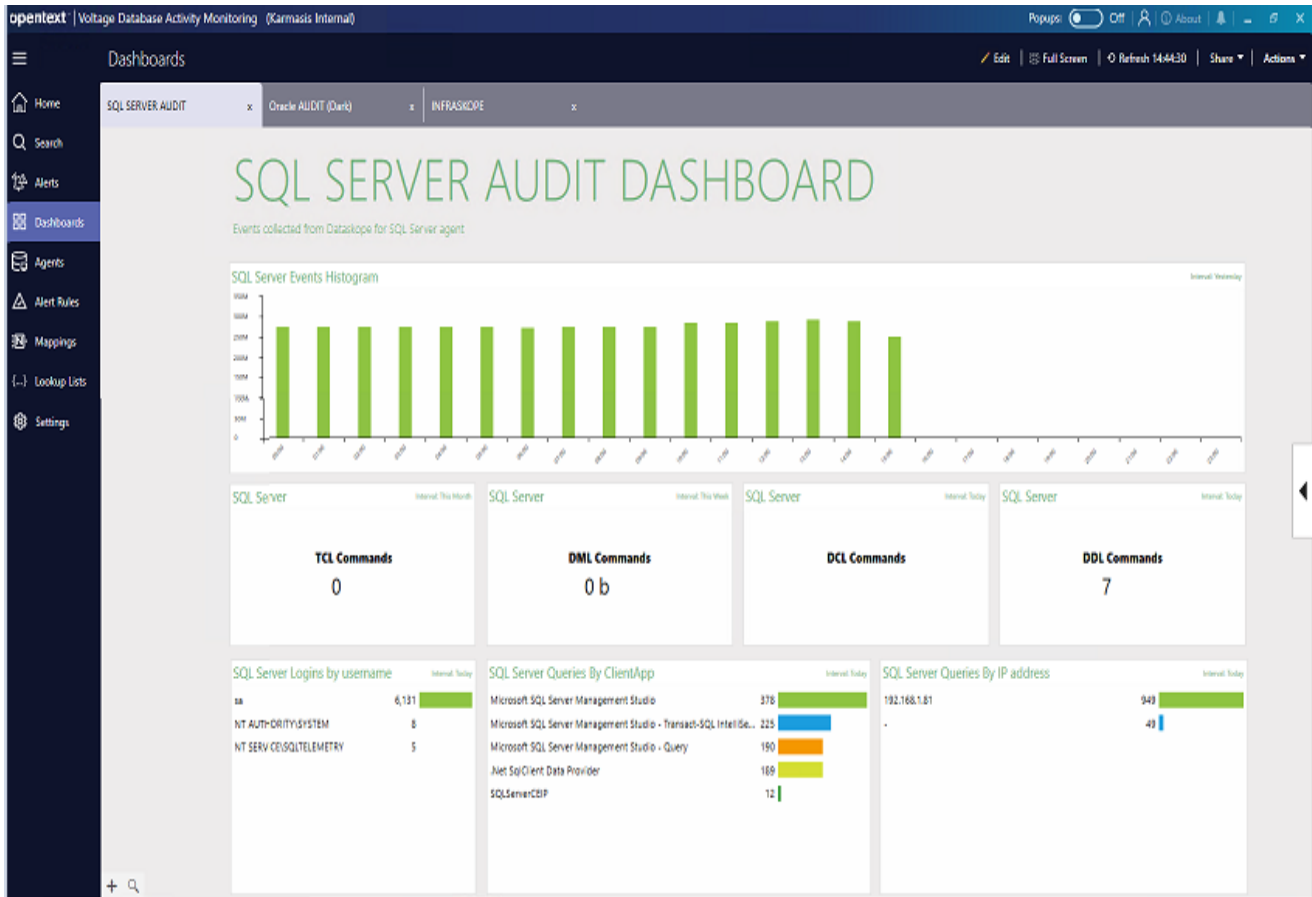 opentext | Voltage Database Activity Monitoring (Karmasis Internal)
Popups: Off About
Dashboards
Edit Full Screen Refresh 14:44:30 Share Actions
Home
Search
Alerts
Dashboards
Agents
Alert Rules
Mappings
{...} Lookup Lists
Settings
SQL SERVER AUDIT x Oracle AUDIT (Dark) x INFRASKOPE x
SQL SERVER AUDIT DASHBOARD
Events collected from Dataskope for SQL Server agent
SQL Server Events Histogram Interval: Yesterday
300M
250M
200M
150M
100M
50M
0
SQL Server Interval: This Month
TCL Commands
0
SQL Server Interval: This Week
DML Commands
0 b
SQL Server Interval: Today
DCL Commands
SQL Server Interval: Today
DDL Commands
7
SQL Server Logins by username Interval: Today
sa 6,131
NT AUTHORITY\SYSTEM 8
NT SERVICE\SQLTELEMETRY 5
SQL Server Queries By ClientApp Interval: Today
Microsoft SQL Server Management Studio 378
Microsoft SQL Server Management Studio - Transact-SQL IntelliSe... 225
Microsoft SQL Server Management Studio - Query 190
.Net SqlClient Data Provider 189
SQLServerCEIP 12
SQL Server Queries By IP address Interval: Today
192.168.1.81 949
- 49